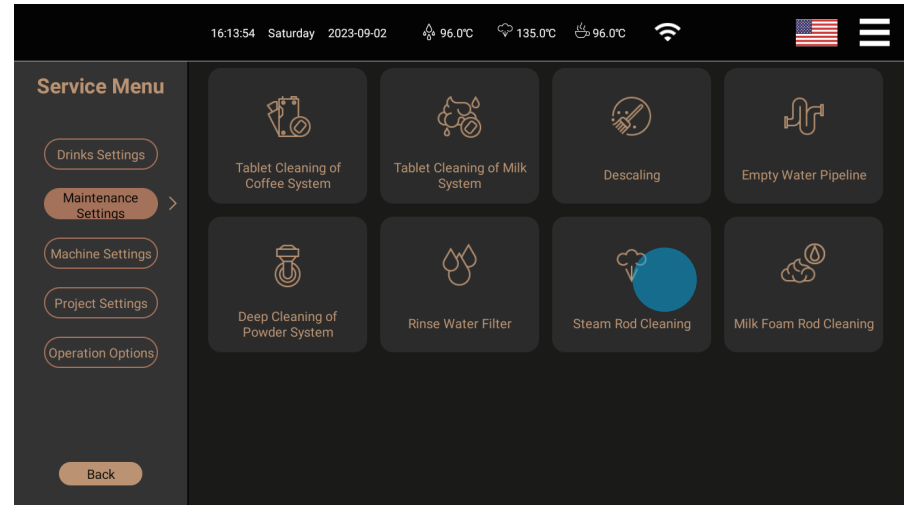 16:13:54 Saturday 2023-09-02 96.0℃ 135.0℃ 96.0℃
Service Menu
Drinks Settings
Maintenance
Settings
Machine Settings
Project Settings
Operation Options
Back
Tablet Cleaning of
Coffee System
Tablet Cleaning of Milk
System
Descaling
Empty Water Pipeline
Deep Cleaning of
Powder System
Rinse Water Filter
Steam Rod Cleaning
Milk Foam Rod Cleaning